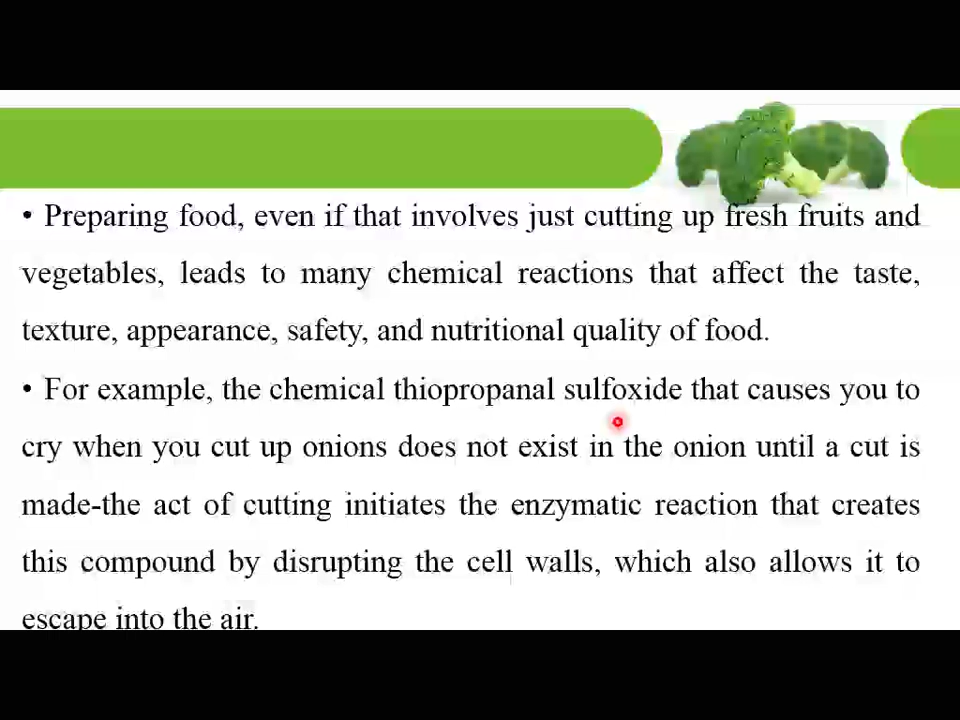 • Preparing food, even if that involves just cutting up fresh fruits and
vegetables, leads to many chemical reactions that affect the taste,
texture, appearance, safety, and nutritional quality of food.
• For example, the chemical thiopropanal sulfoxide that causes you to
cry when you cut up onions does not exist in the onion until a cut is
made-the act of cutting initiates the enzymatic reaction that creates
this compound by disrupting the cell walls, which also allows it to
escape into the air.